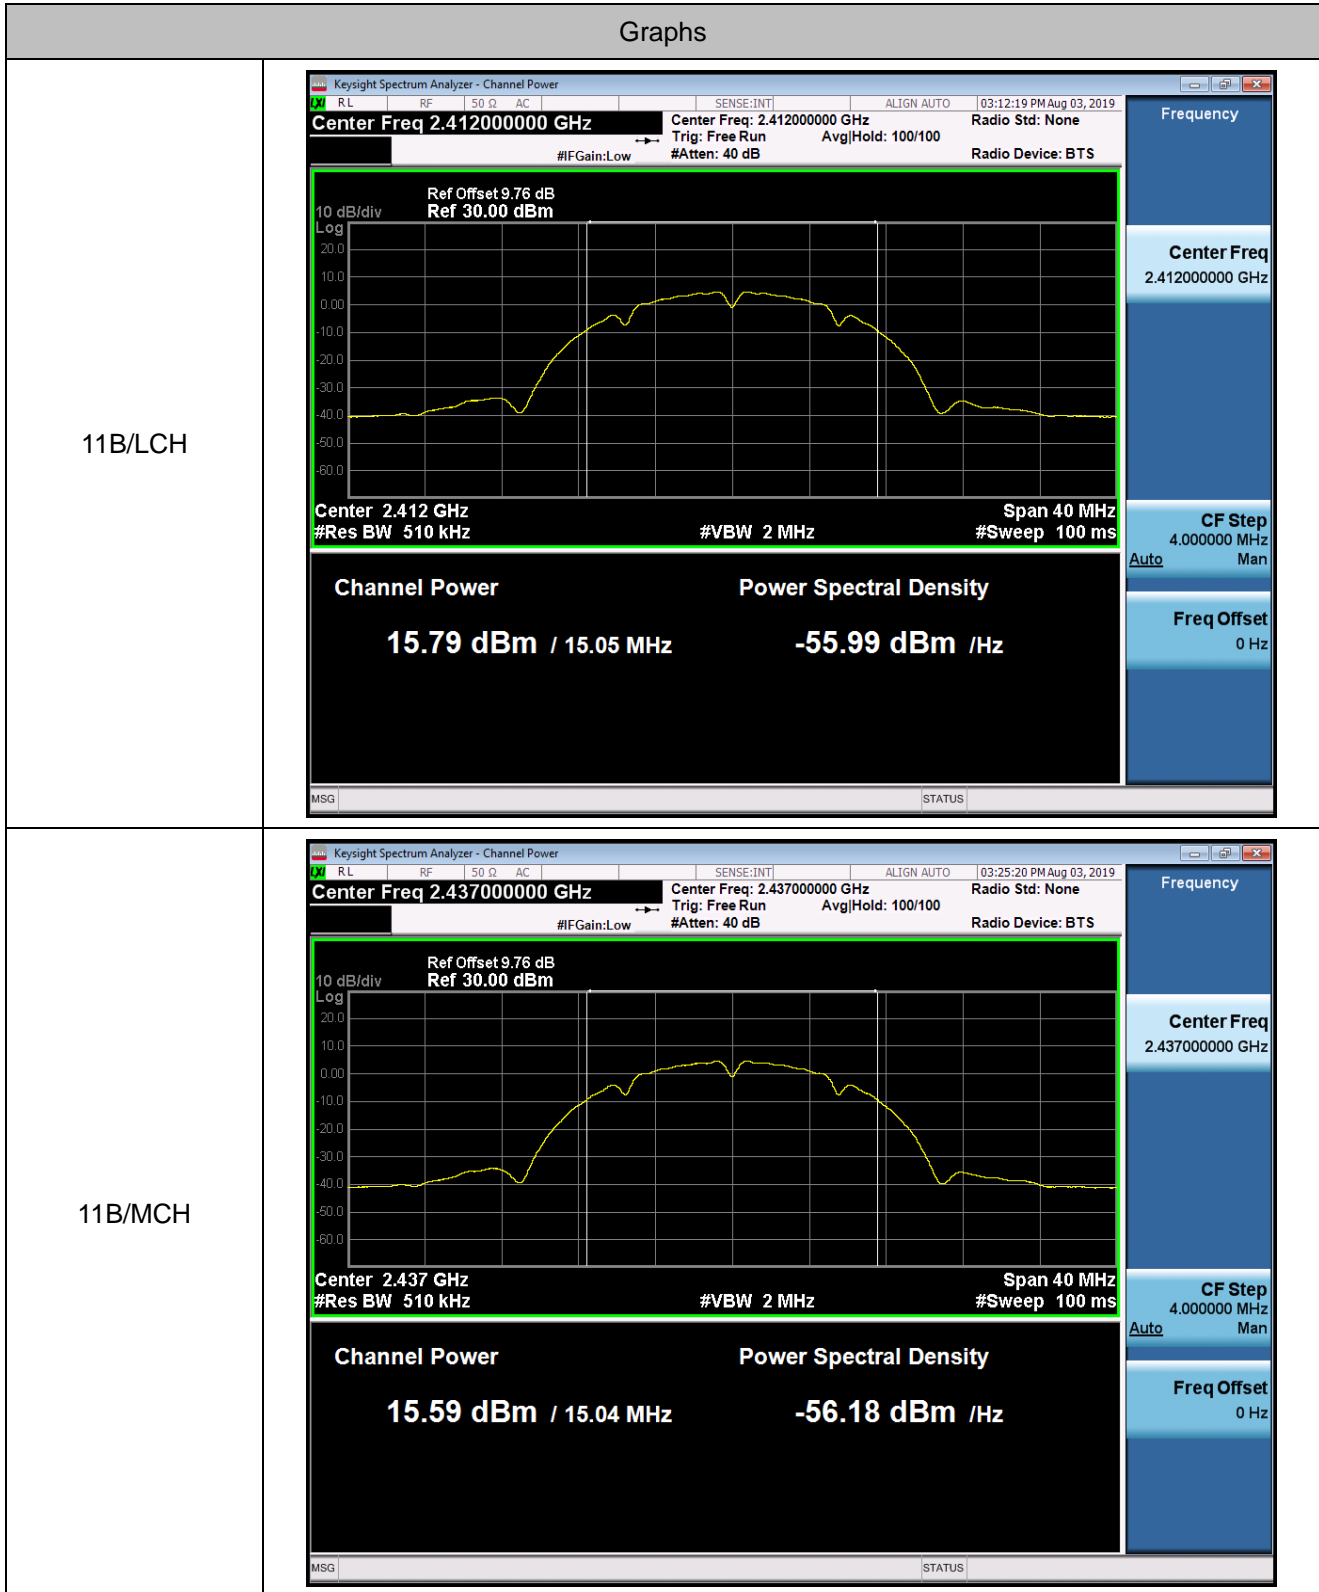 Graphs
11B/LCH
Keysight Spectrum Analyzer - Channel Power
LXI RL RF 50 Ω AC SENSE:INT ALIGN AUTO 03:12:19 PM Aug 03, 2019
Center Freq 2.412000000 GHz
Center Freq: 2.412000000 GHz
Radio Std: None
Trig: Free Run Avg|Hold: 100/100
#IFGain:Low
#Atten: 40 dB
Radio Device: BTS
Frequency
Ref Offset 9.76 dB
10 dB/div Ref 30.00 dBm
Log
20.0
10.0
0.00
-10.0
-20.0
-30.0
-40.0
-50.0
-60.0
Center 2.412 GHz Span 40 MHz
#Res BW 510 kHz #VBW 2 MHz #Sweep 100 ms
Center Freq
2.412000000 GHz
CF Step
4.000000 MHz
Auto Man
Freq Offset
0 Hz
Channel Power Power Spectral Density
15.79 dBm / 15.05 MHz -55.99 dBm /Hz
MSG STATUS
11B/MCH
Keysight Spectrum Analyzer - Channel Power
LXI RL RF 50 Ω AC SENSE:INT ALIGN AUTO 03:25:20 PM Aug 03, 2019
Center Freq 2.437000000 GHz
Center Freq: 2.437000000 GHz
Radio Std: None
Trig: Free Run Avg|Hold: 100/100
#IFGain:Low
#Atten: 40 dB
Radio Device: BTS
Frequency
Ref Offset 9.76 dB
10 dB/div Ref 30.00 dBm
Log
20.0
10.0
0.00
-10.0
-20.0
-30.0
-40.0
-50.0
-60.0
Center 2.437 GHz Span 40 MHz
#Res BW 510 kHz #VBW 2 MHz #Sweep 100 ms
Center Freq
2.437000000 GHz
CF Step
4.000000 MHz
Auto Man
Freq Offset
0 Hz
Channel Power Power Spectral Density
15.59 dBm / 15.04 MHz -56.18 dBm /Hz
MSG STATUS